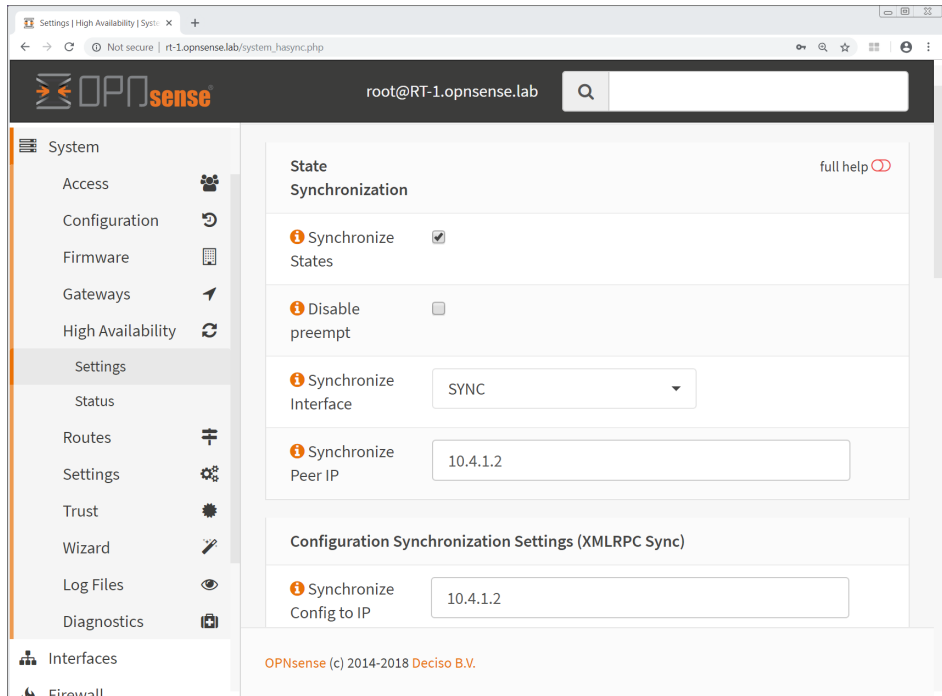 Settings | High Availability | Syste
Not secure | rt-1.opnsense.lab/system_hasync.php
OPNsense
root@RT-1.opnsense.lab
System
Access
Configuration
Firmware
Gateways
High Availability
Settings
Status
Routes
Settings
Trust
Wizard
Log Files
Diagnostics
Interfaces
Firewall
State
Synchronization
full help
Synchronize
States
Disable
preempt
Synchronize
Interface
SYNC
Synchronize
Peer IP
10.4.1.2
Configuration Synchronization Settings (XMLRPC Sync)
Synchronize
Config to IP
10.4.1.2
OPNsense (c) 2014-2018 Deciso B.V.